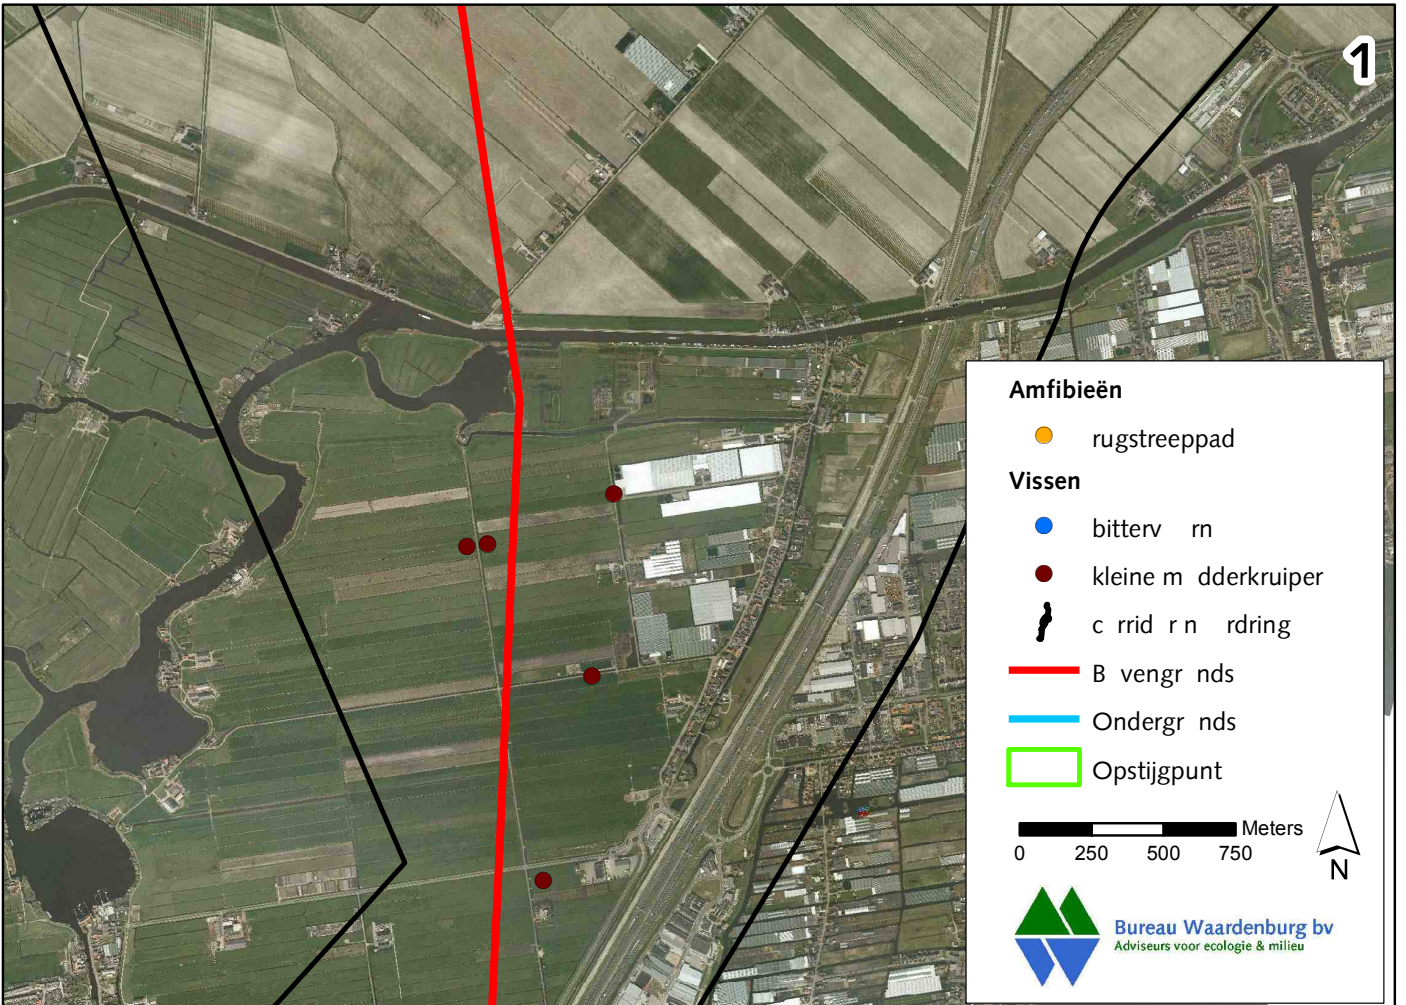 1
Amfibieën
rugstreeppad
Vissen
bitterv rn
kleine m dderkruiper
c rrid r n rdring
B vengr nds
Ondergr nds
Opstijgpunt
Meters
0 250 500 750
N
Bureau Waardenburg bv
Adviseurs voor ecologie & milieu